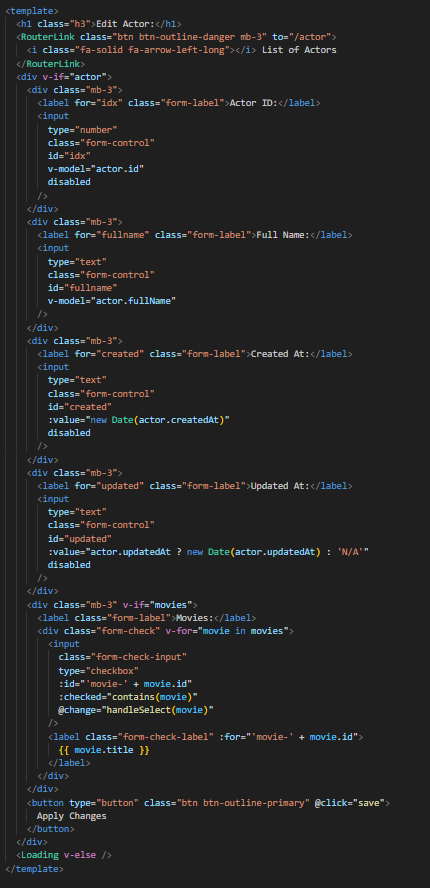 <template>
  <h1 class="h3">Edit Actor:</h1>
  <RouterLink class="btn btn-outline-danger mb-3" to="/actor">
    <i class="fa-solid fa-arrow-left-long"></i> List of Actors
  </RouterLink>
  <div v-if="actor">
    <div class="mb-3">
      <label for="idx" class="form-label">Actor ID:</label>
      <input
        type="number"
        class="form-control"
        id="idx"
        v-model="actor.id"
        disabled
      />
    </div>
    <div class="mb-3">
      <label for="fullname" class="form-label">Full Name:</label>
      <input
        type="text"
        class="form-control"
        id="fullname"
        v-model="actor.fullName"
      />
    </div>
    <div class="mb-3">
      <label for="created" class="form-label">Created At:</label>
      <input
        type="text"
        class="form-control"
        id="created"
        :value="new Date(actor.createdAt)"
        disabled
      />
    </div>
    <div class="mb-3">
      <label for="updated" class="form-label">Updated At:</label>
      <input
        type="text"
        class="form-control"
        id="updated"
        :value="actor.updatedAt ? new Date(actor.updatedAt) : 'N/A'"
        disabled
      />
    </div>
    <div class="mb-3" v-if="movies">
      <label class="form-label">Movies:</label>
      <div class="form-check" v-for="movie in movies">
        <input
          class="form-check-input"
          type="checkbox"
          :id="'movie-' + movie.id"
          :checked="contains(movie)"
          @change="handleSelect(movie)"
        />
        <label class="form-check-label" :for="'movie-' + movie.id">
          {{ movie.title }}
        </label>
      </div>
    </div>
    <button type="button" class="btn btn-outline-primary" @click="save">
      Apply Changes
    </button>
  </div>
  <Loading v-else />
</template>